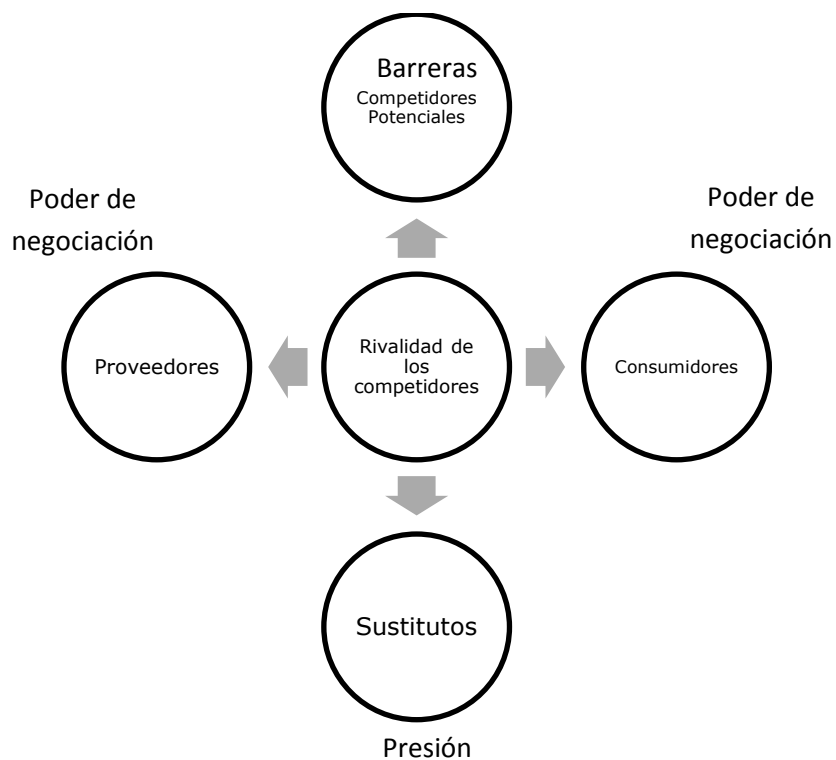 Barreras
Competidores
Potenciales
Poder de
negociación
Poder de
negociación
Proveedores
Rivalidad de
los
competidores
Consumidores
Sustitutos
Presión